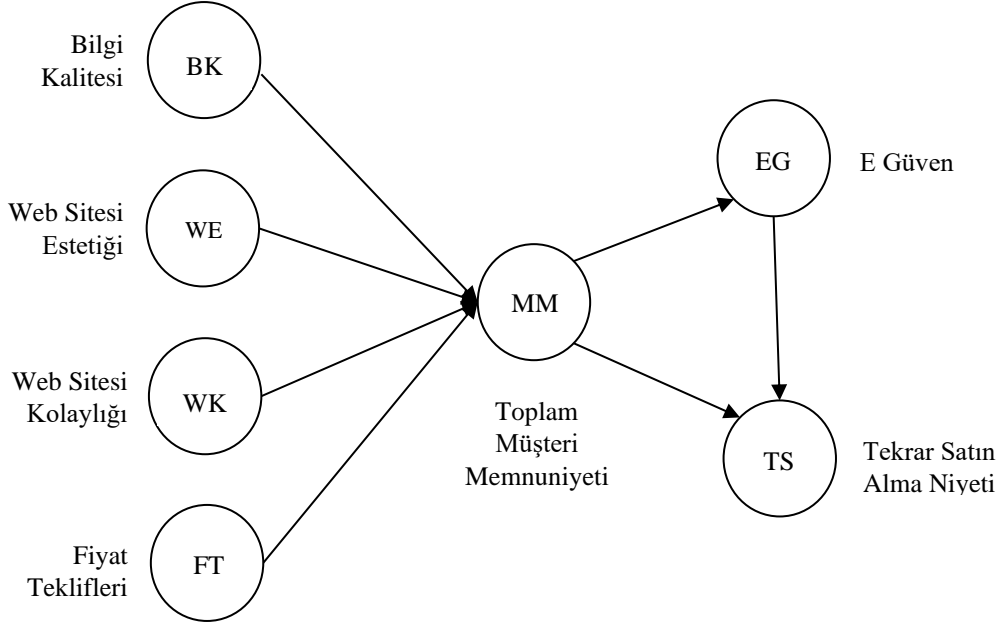 Bilgi
Kalitesi
BK
Web Sitesi
Estetiği
WE
Web Sitesi
Kolaylığı
WK
Fiyat
Teklifleri
FT
MM
Toplam
Müşteri
Memnuniyeti
EG
E Güven
TS
Tekrar Satın
Alma Niyeti